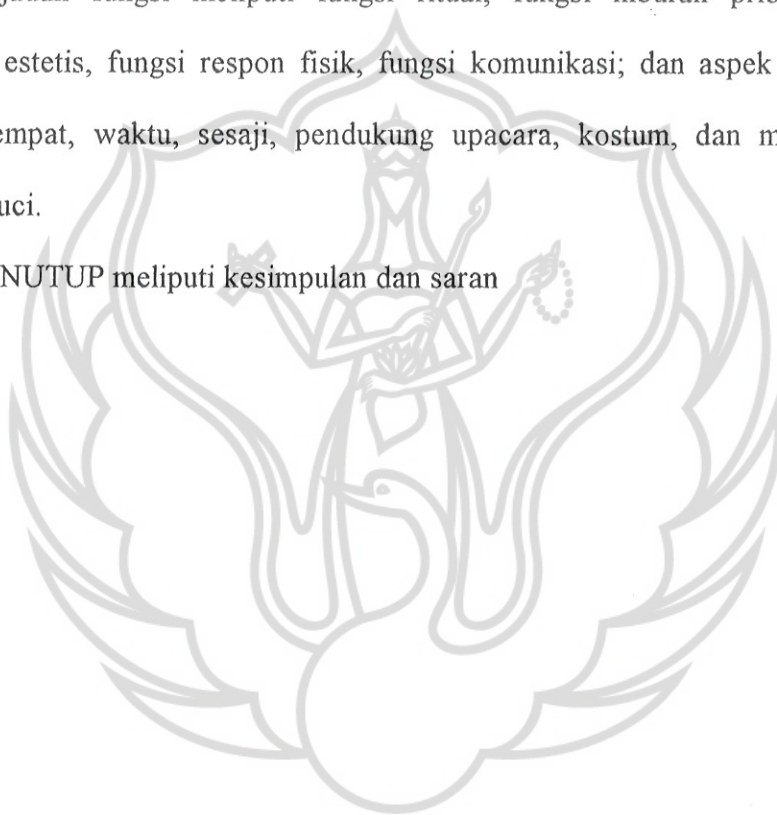 fungsi meliputi fungsi ritual, fungsi hiburan
estetis, fungsi respon fisik, fungsi komunikasi; dan aspek
empat, waktu, sesaji, pendukung upacara, kostum, dan m
uci.
NUTUP meliputi kesimpulan dan saran